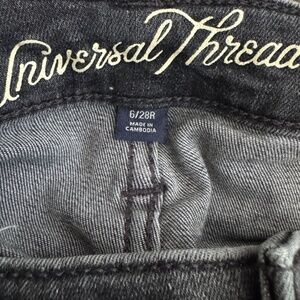 Universal Thread
6/28R
MADE IN
CAMBODIA